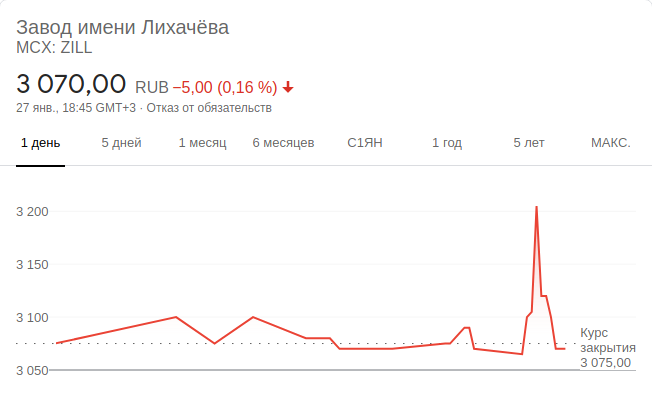 Завод имени Лихачёва
MCX: ZILL
3 070,00 RUB −5,00 (0,16 %)
27 янв., 18:45 GMT+3 · Отказ от обязательств
1 день 5 дней 1 месяц 6 месяцев С1ЯН 1 год 5 лет МАКС.
3 200
3 150
3 100
3 050
Курс
закрытия
3 075,00